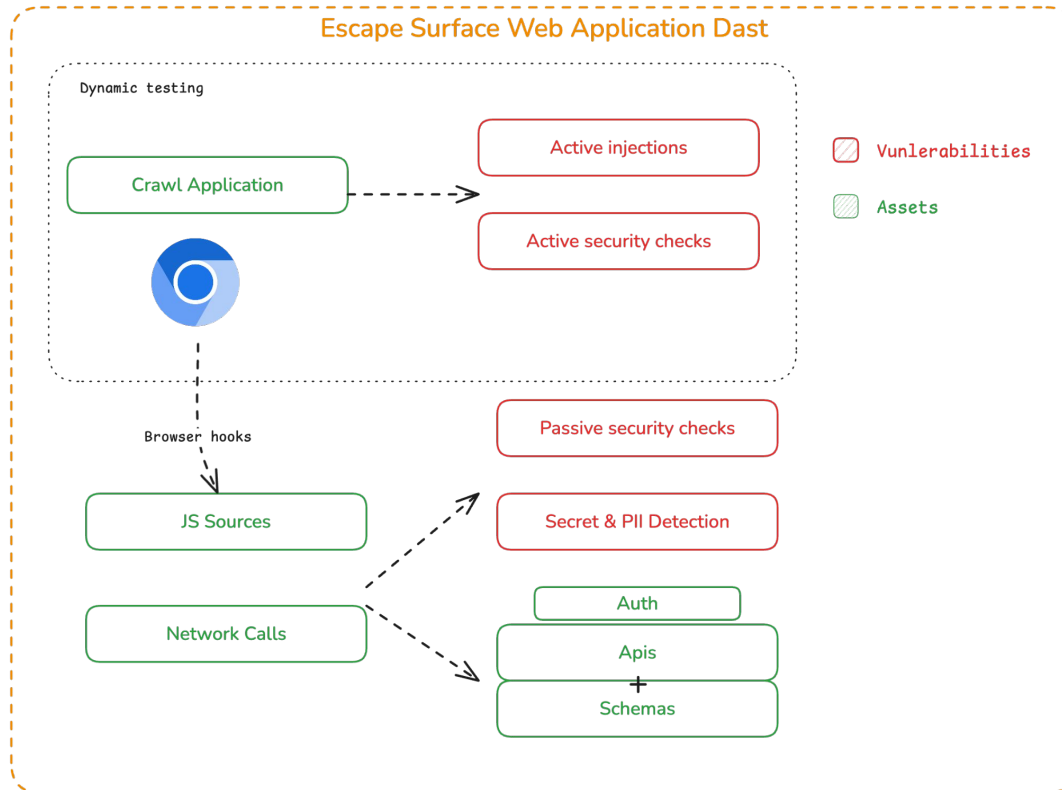 Escape Surface Web Application Dast
Dynamic testing
Active injections
Vunlerabilities
Crawl Application
Assets
Active security checks
Passive security checks
Browser hooks
JS Sources
Secret & PII Detection
Auth
Network Calls
Apis
+
Schemas